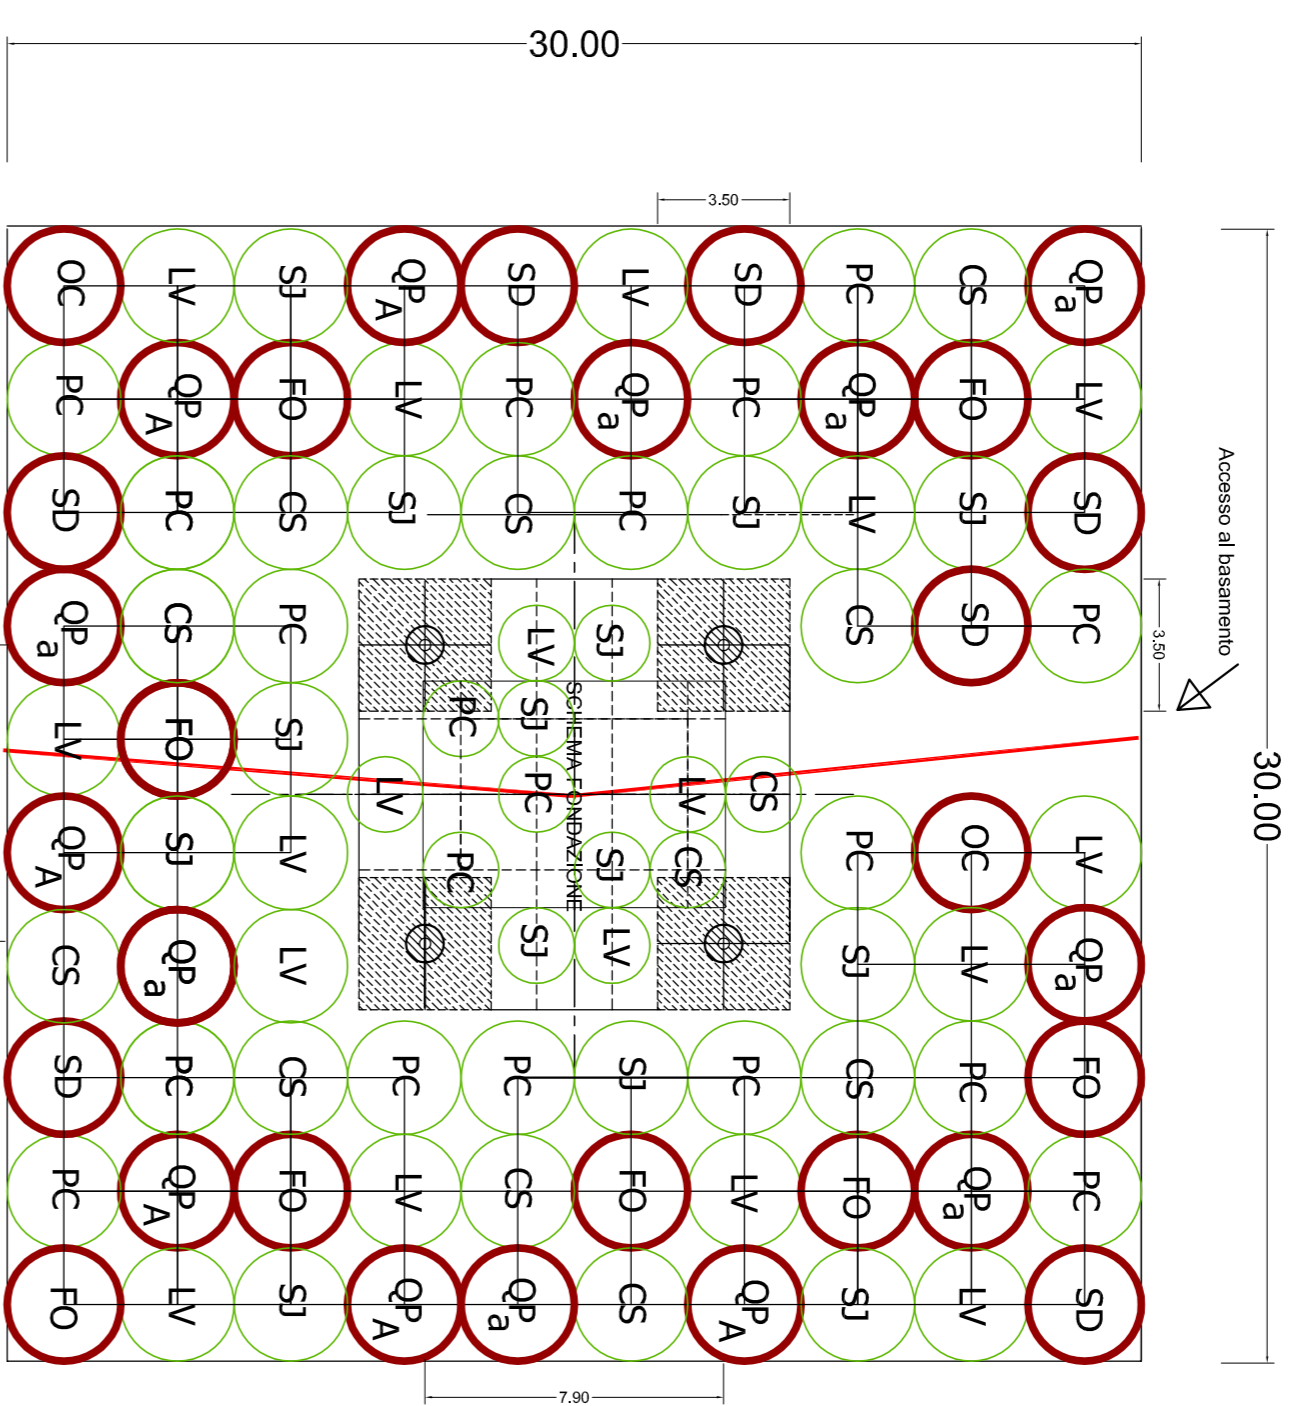 30.00
3.50
OC LV SJ QP A SD LV SD PC CS QP a
PC QP A FO LV PC QP a PC QP a FO LV
SD PC CS SJ CS PC SJ LV SJ SD
Accesso al basamento
3.50
QP a CS PC LV SJ CS SD PC
LV FO SJ PC SJ
30.00
LV PC LV CS
SCHEMA FONDAZIONE
QP A SJ LV PC SJ CS PC OC LV
CS QP a LV SJ LV SJ LV QP a
SD PC CS PC PC SJ PC CS PC FO
PC QP A FO LV CS FO LV FO QP a PC
FO LV SJ QP A QP a CS QP A SJ LV SD
7.90